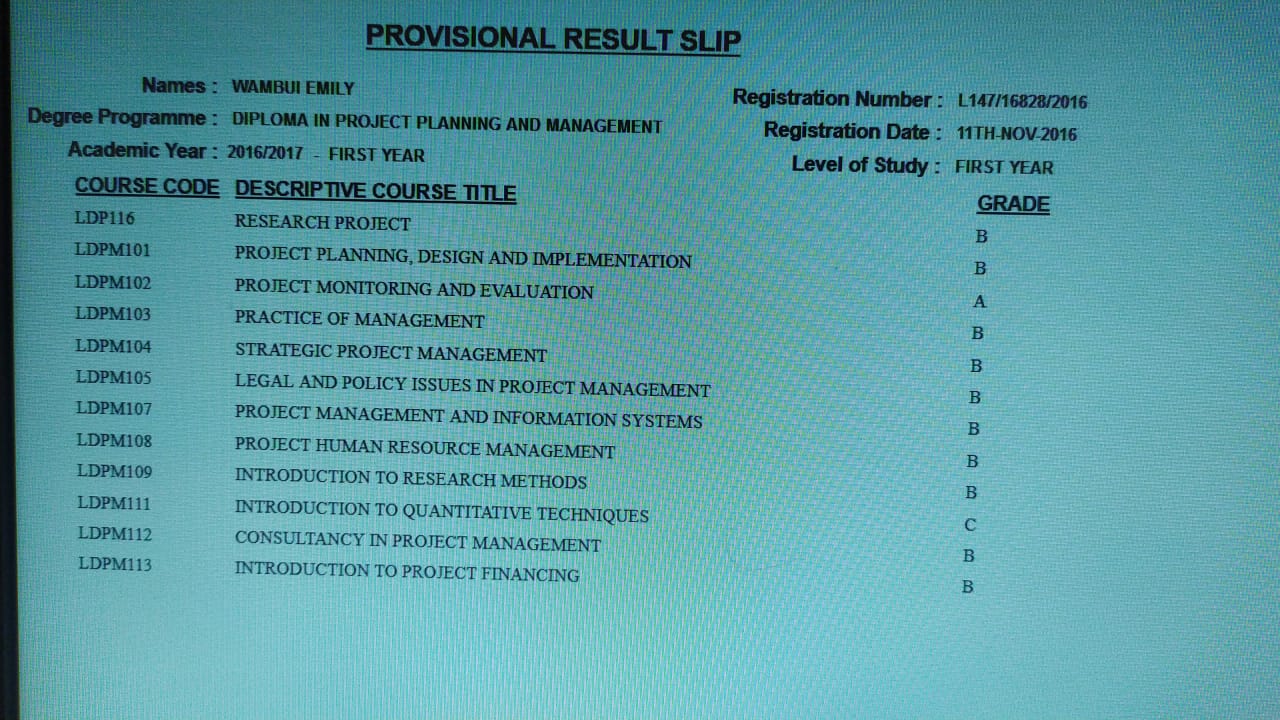 PROVISIONAL RESULT SLIP
Names : WAMBUI EMILY
Registration Number : L147/16828/2016
Degree Programme : DIPLOMA IN PROJECT PLANNING AND MANAGEMENT
Registration Date : 11TH-NOV-2016
Academic Year : 2016/2017 - FIRST YEAR
Level of Study : FIRST YEAR
COURSE CODE DESCRIPTIVE COURSE TITLE GRADE
LDP116 RESEARCH PROJECT B
LDPM101 PROJECT PLANNING, DESIGN AND IMPLEMENTATION B
LDPM102 PROJECT MONITORING AND EVALUATION A
LDPM103 PRACTICE OF MANAGEMENT B
LDPM104 STRATEGIC PROJECT MANAGEMENT B
LDPM105 LEGAL AND POLICY ISSUES IN PROJECT MANAGEMENT B
LDPM107 PROJECT MANAGEMENT AND INFORMATION SYSTEMS B
LDPM108 PROJECT HUMAN RESOURCE MANAGEMENT B
LDPM109 INTRODUCTION TO RESEARCH METHODS B
LDPM111 INTRODUCTION TO QUANTITATIVE TECHNIQUES C
LDPM112 CONSULTANCY IN PROJECT MANAGEMENT B
LDPM113 INTRODUCTION TO PROJECT FINANCING B